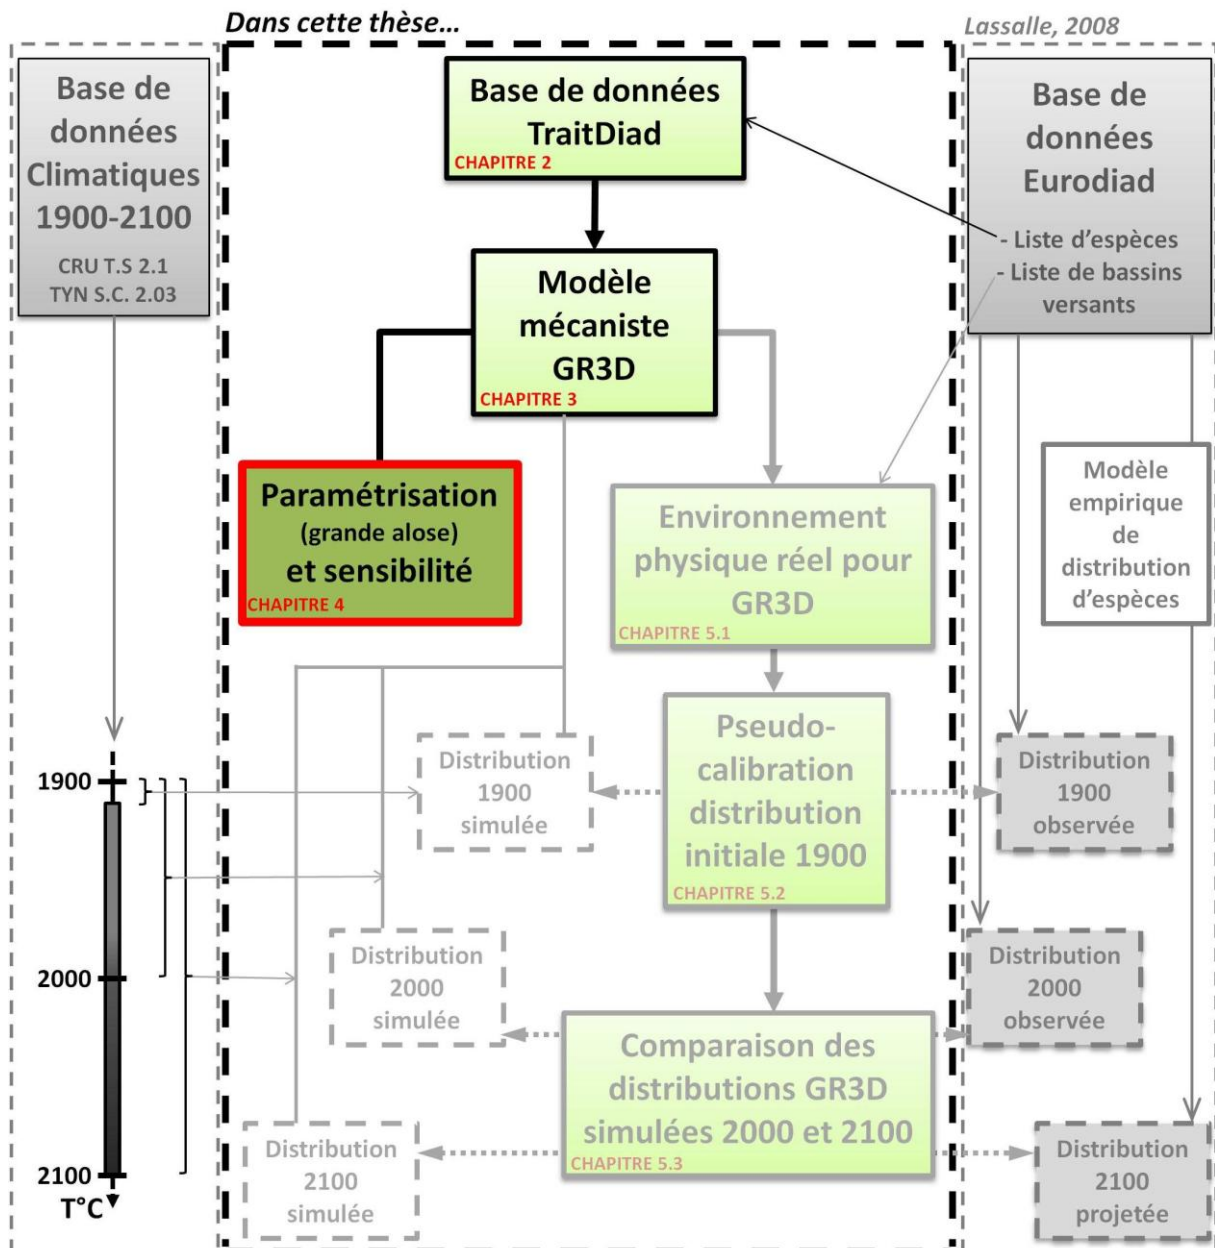 Dans cette thèse...
Lassalle, 2008
Base de
données
Climatiques
1900-2100
CRU T.S 2.1
TYN S.C. 2.03
Base de données
TraitDiad
CHAPITRE 2
Base de
données
Eurodiad
- Liste d'espèces
- Liste de bassins
versants
Modèle
mécaniste
GR3D
CHAPITRE 3
Paramétrisation
(grande alose)
et sensibilité
CHAPITRE 4
Environnement
physique réel pour
GR3D
CHAPITRE 5.1
Modèle
empirique
de
distribution
d'espèces
Pseudo-
calibration
distribution
initiale 1900
CHAPITRE 5.2
Distribution
1900
simulée
Distribution
1900
observée
1900
2000
2100
T°C
Distribution
2000
simulée
Distribution
2000
observée
Comparaison des
distributions GR3D
simulées 2000 et 2100
CHAPITRE 5.3
Distribution
2100
simulée
Distribution
2100
projetée